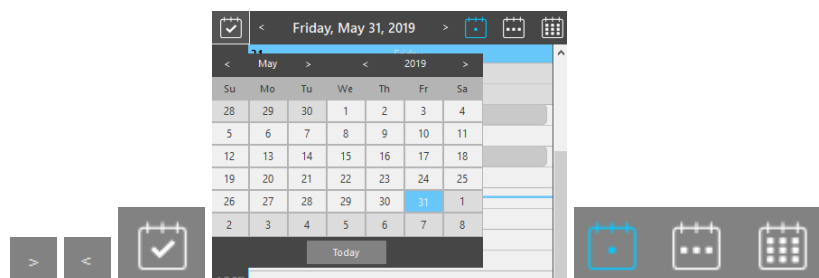 < Friday, May 31, 2019 >
< May > < 2019 >
Su Mo Tu We Th Fr Sa
28 29 30 1 2 3 4
5 6 7 8 9 10 11
12 13 14 15 16 17 18
19 20 21 22 23 24 25
26 27 28 29 30 31 1
2 3 4 5 6 7 8
Today
> <